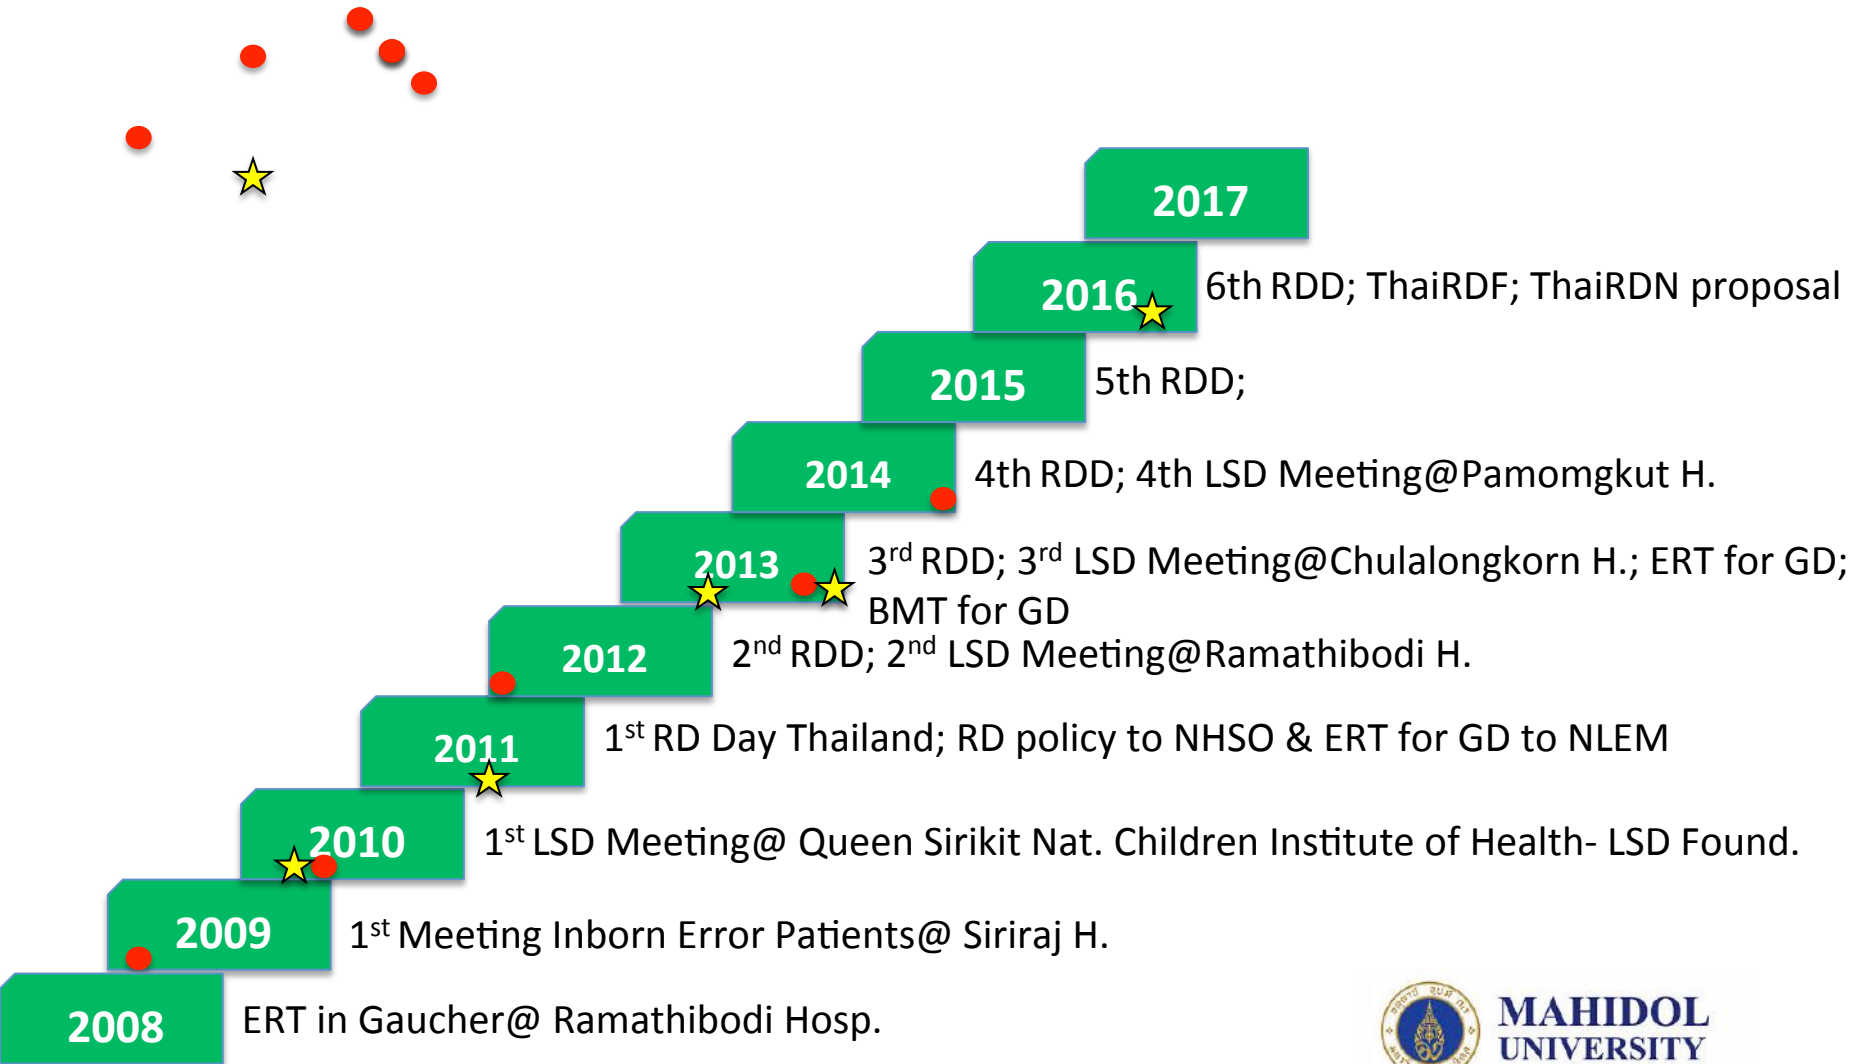 2017
2016 6th RDD; ThaiRDF; ThaiRDN proposal
2015 5th RDD;
2014 4th RDD; 4th LSD Meeting@Pamomgkut H.
2013 3rd RDD; 3rd LSD Meeting@Chulalongkorn H.; ERT for GD;
BMT for GD
2012 2nd RDD; 2nd LSD Meeting@Ramathibodi H.
2011 1st RD Day Thailand; RD policy to NHSO & ERT for GD to NLEM
2010 1st LSD Meeting@ Queen Sirikit Nat. Children Institute of Health- LSD Found.
2009 1st Meeting Inborn Error Patients@ Siriraj H.
2008 ERT in Gaucher@ Ramathibodi Hosp.
MAHIDOL
UNIVERSITY